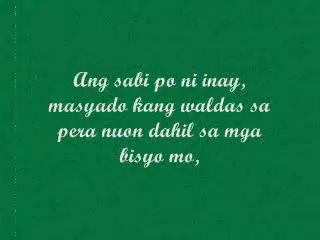 Ang sabi po ni inay,
masyado kang waldas sa
pera nuon dahil sa mga
bisyo mo,